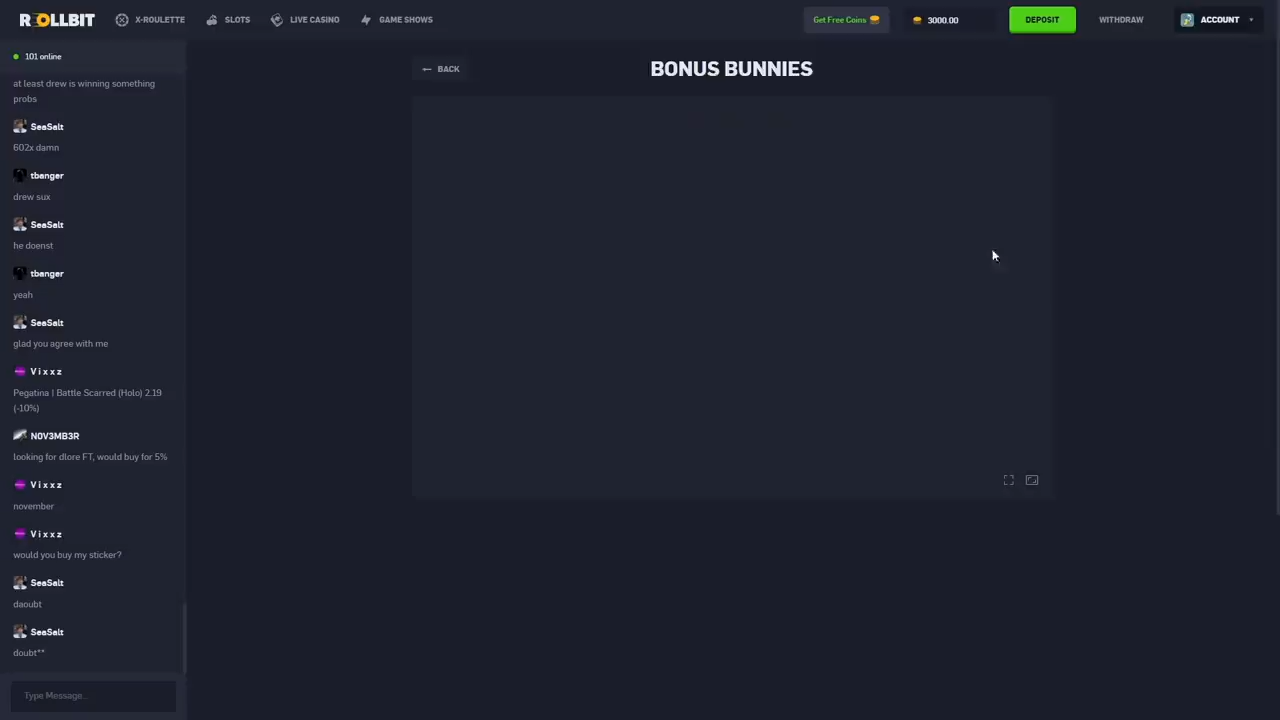 ROLLBIT
X-ROULETTE
SLOTS
LIVE CASINO
GAME SHOWS
Get Free Coins
3000.00
DEPOSIT
WITHDRAW
ACCOUNT
101 online
at least drew is winning something
probs
SeaSalt
602x damn
tbanger
drew sux
SeaSalt
he doenst
tbanger
yeah
SeaSalt
glad you agree with me
V i x x z
Pegatina | Battle Scarred (Holo) 2.19
(-10%)
N0V3MB3R
looking for dlore FT, would buy for 5%
V i x x z
november
V i x x z
would you buy my sticker?
SeaSalt
daoubt
SeaSalt
doubt**
Type Message...
BACK
BONUS BUNNIES